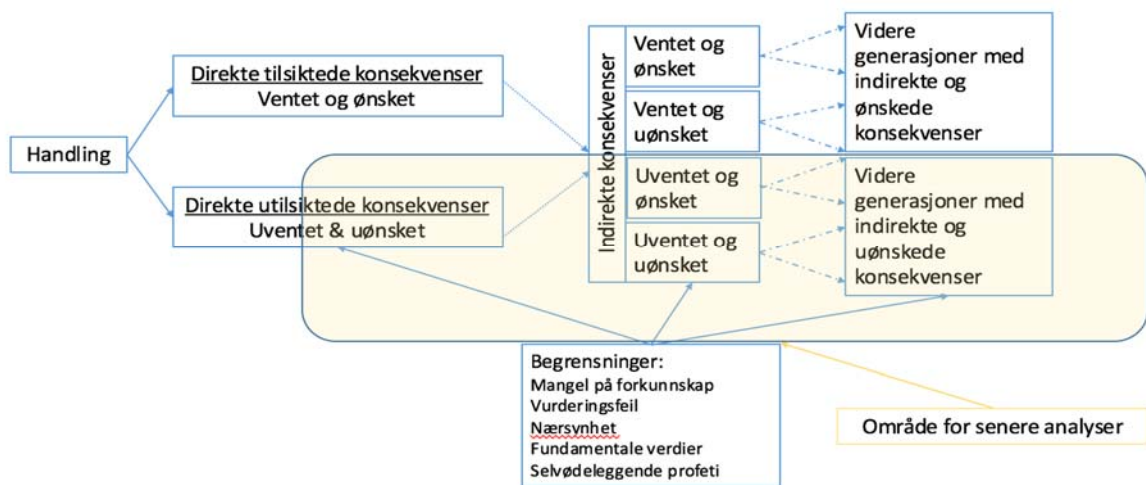 Handling
Direkte tilsiktede konsekvenser
Ventet og ønsket
Direkte utilsiktede konsekvenser
Uventet & uønsket
Indirekte konsekvenser
Ventet og
ønsket
Ventet og
uønsket
Uventet og
ønsket
Uventet og
uønsket
Videre
generasjoner med
indirekte og
ønskede
konsekvenser
Videre
generasjoner med
indirekte og
uønskede
konsekvenser
Begrensninger:
Mangel på forkunnskap
Vurderingsfeil
Nærsynhet
Fundamentale verdier
Selvødeleggende profeti
Område for senere analyser